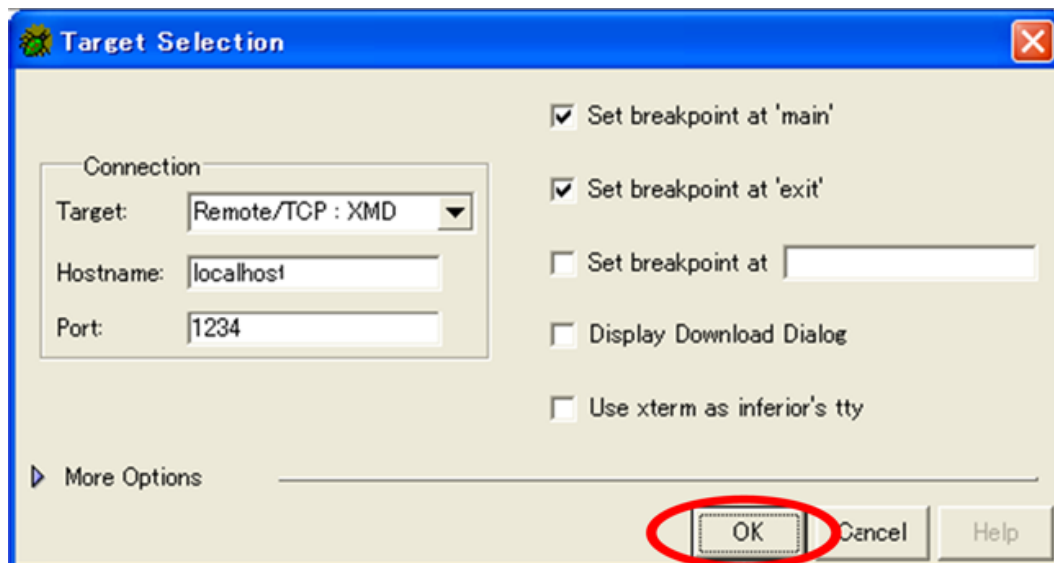 Target Selection
Connection
Target:
Remote/TCP : XMD
Hostname:
localhost
Port:
1234
Set breakpoint at 'main'
Set breakpoint at 'exit'
Set breakpoint at
Display Download Dialog
Use xterm as inferior's tty
More Options
OK
Cancel
Help